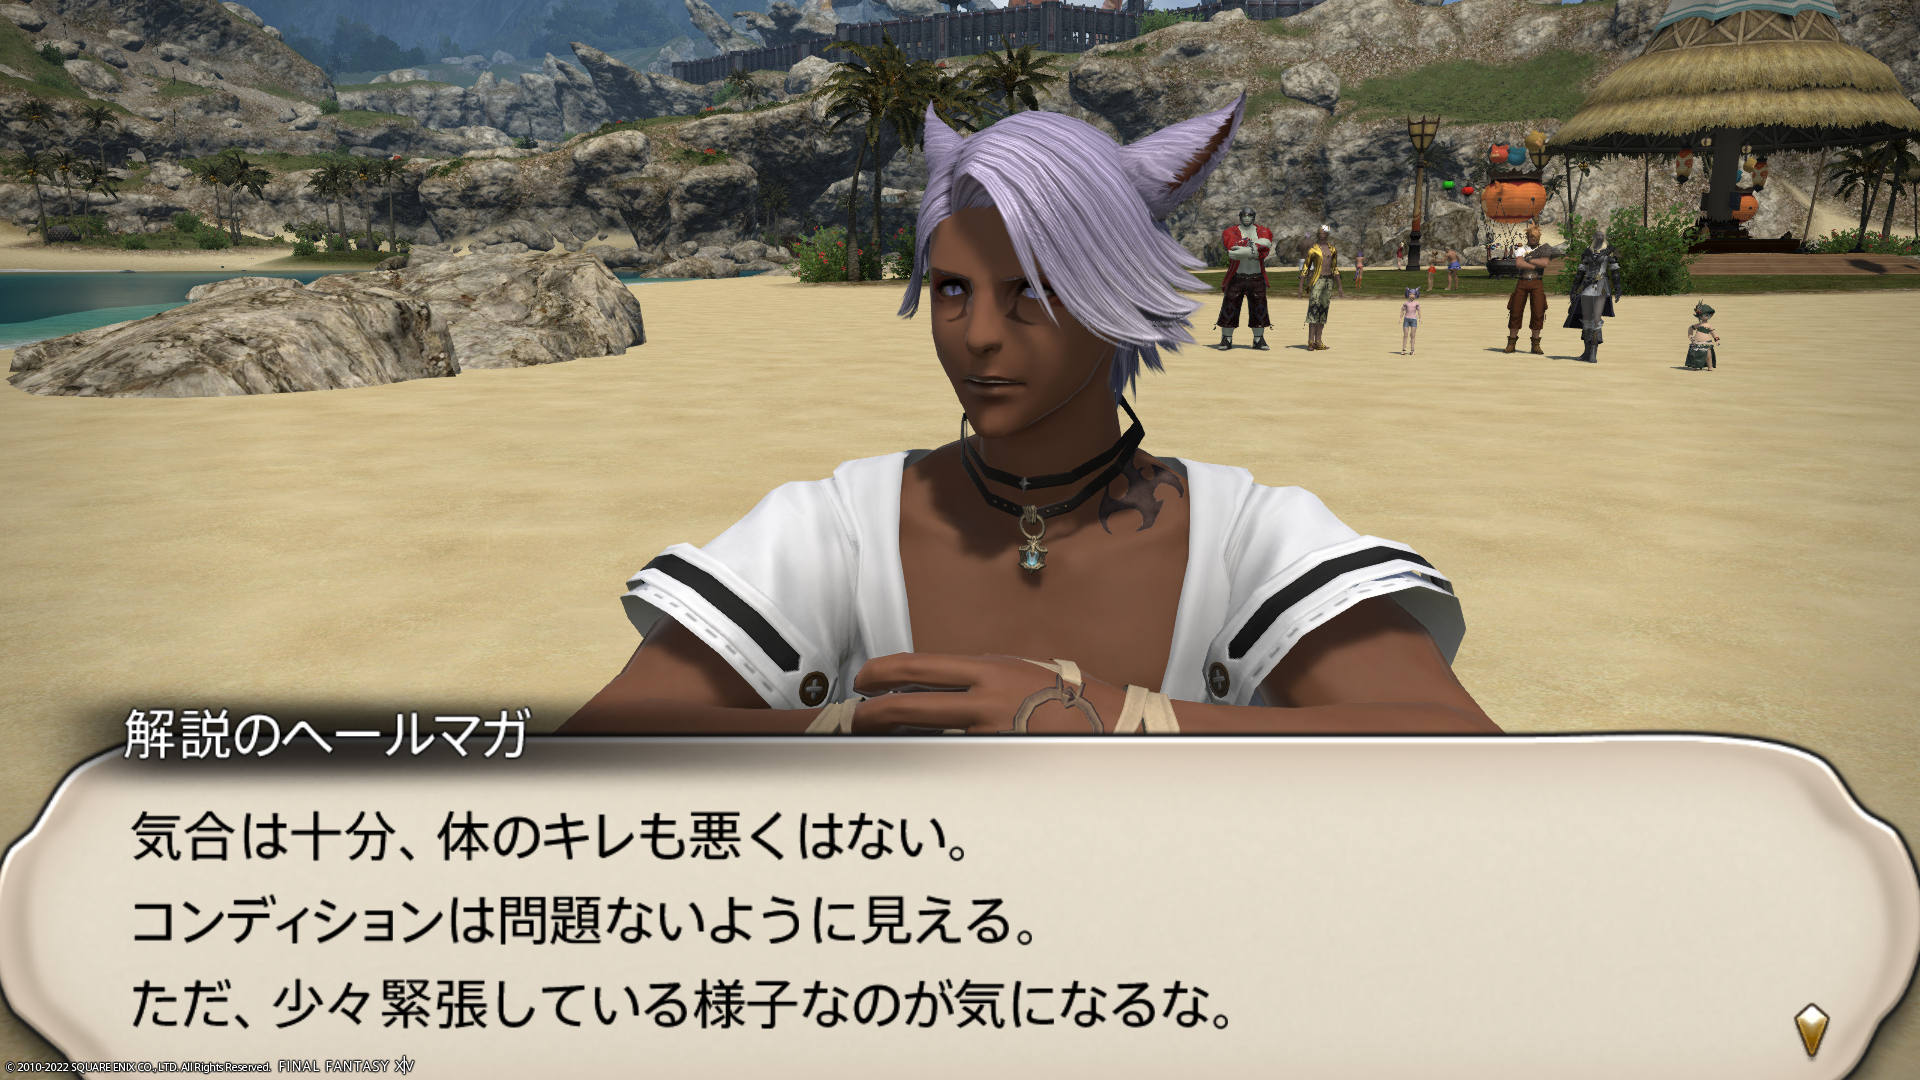 解説のヘールマガ
気合は十分、体のキレも悪くはない。
コンディションは問題ないように見える。
ただ、少々緊張している様子なのが気になるな。
© 2010-2022 SQUARE ENIX CO., LTD. All Rights Reserved. FINAL FANTASY XIV